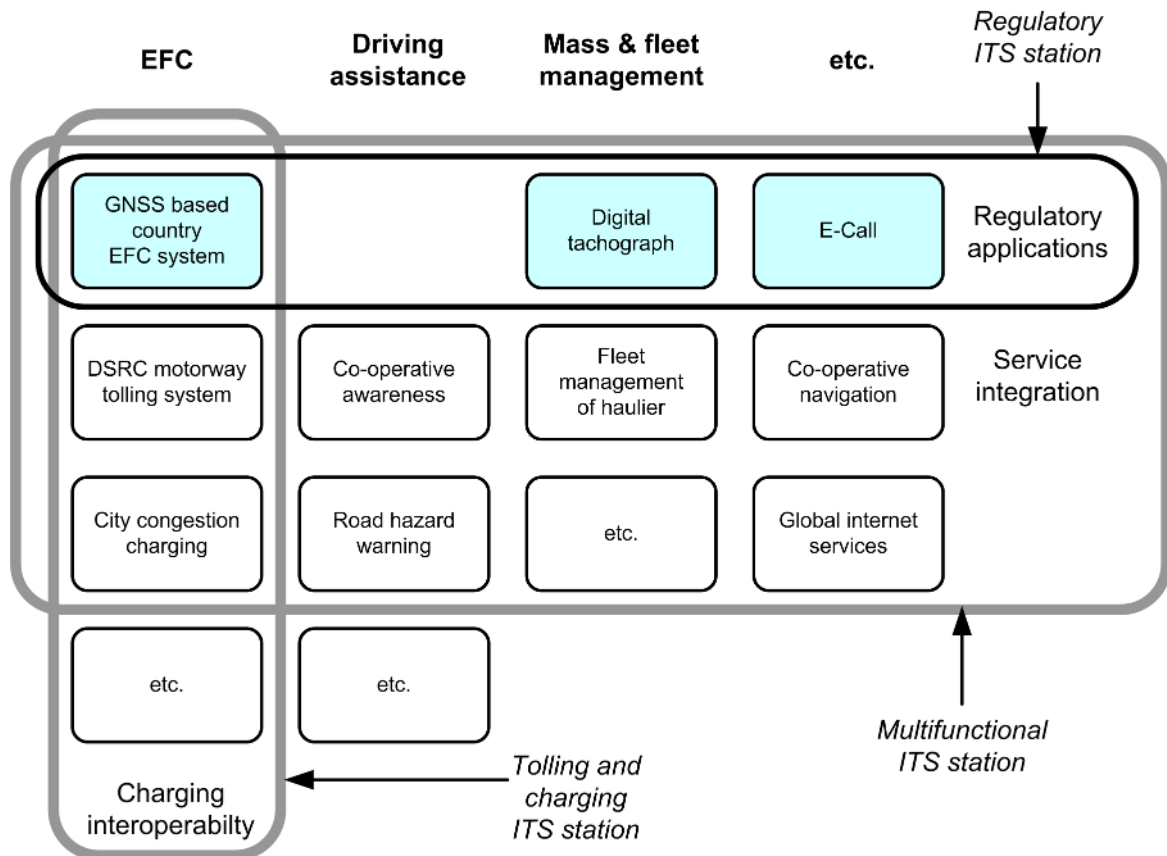 EFC
Driving
assistance
Mass & fleet
management
etc.
Regulatory
ITS station
GNSS based
country
EFC system
Digital
tachograph
E-Call
Regulatory
applications
DSRC motorway
tolling system
Co-operative
awareness
Fleet
management
of haulier
Co-operative
navigation
Service
integration
City congestion
charging
Road hazard
warning
etc.
Global internet
services
etc.
etc.
Multifunctional
ITS station
Charging
interoperabilty
Tolling and
charging
ITS station